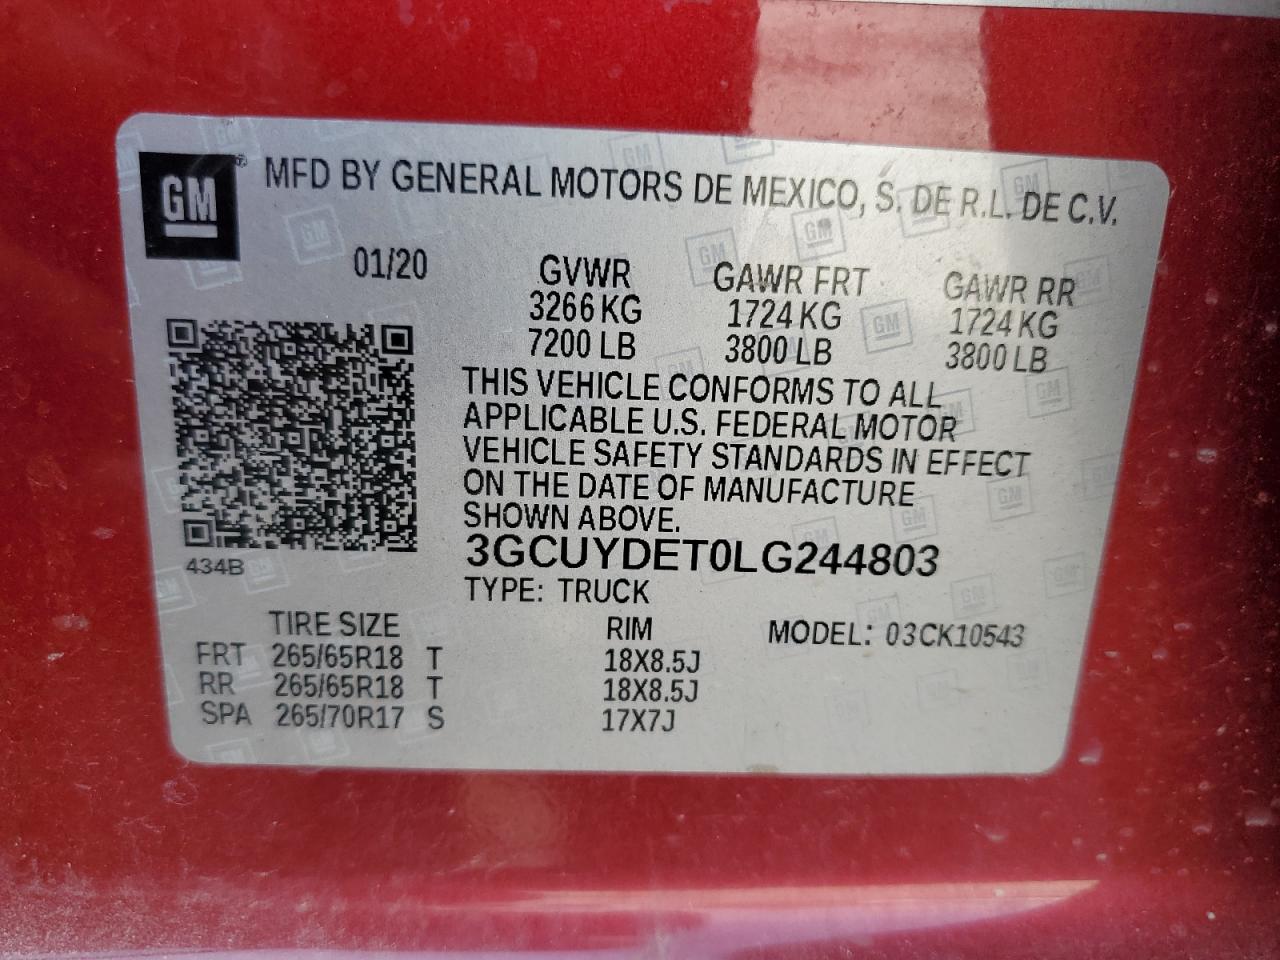 GM® MFD BY GENERAL MOTORS DE MEXICO, S. DE R.L. DE C.V.
01/20 GVWR GAWR FRT GAWR RR
3266 KG 1724 KG 1724 KG
7200 LB 3800 LB 3800 LB
THIS VEHICLE CONFORMS TO ALL
APPLICABLE U.S. FEDERAL MOTOR
VEHICLE SAFETY STANDARDS IN EFFECT
ON THE DATE OF MANUFACTURE
SHOWN ABOVE.
3GCUYDET0LG244803
434B
TYPE: TRUCK
TIRE SIZE RIM MODEL: 03CK10543
FRT 265/65R18 T 18X8.5J
RR 265/65R18 T 18X8.5J
SPA 265/70R17 S 17X7J